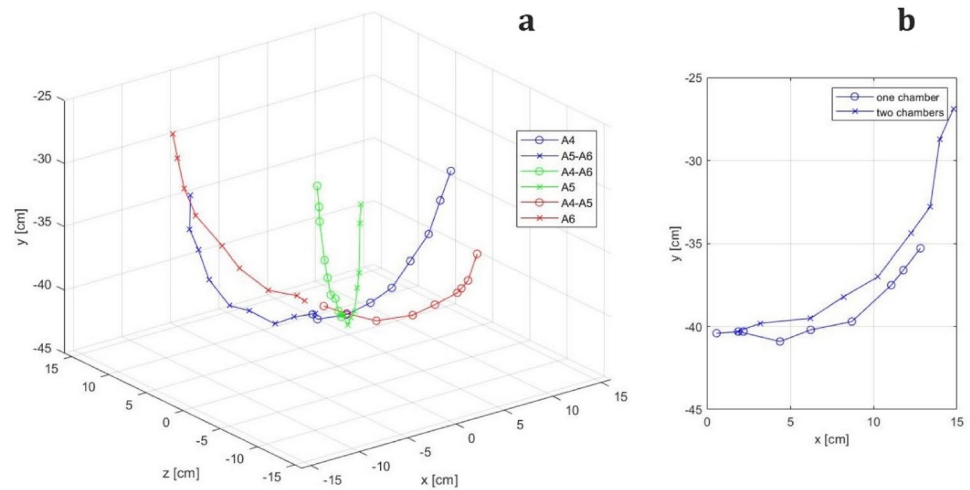 a
b
-25
-30
-35
-40
-45
y [cm]
15
10
5
0
-5
-10
-15
z [cm]
-15
-10
-5
0
5
10
15
x [cm]
A4
A5-A6
A4-A6
A5
A4-A5
A6
-25
-30
-35
-40
-45
y [cm]
0
5
10
15
x [cm]
one chamber
two chambers